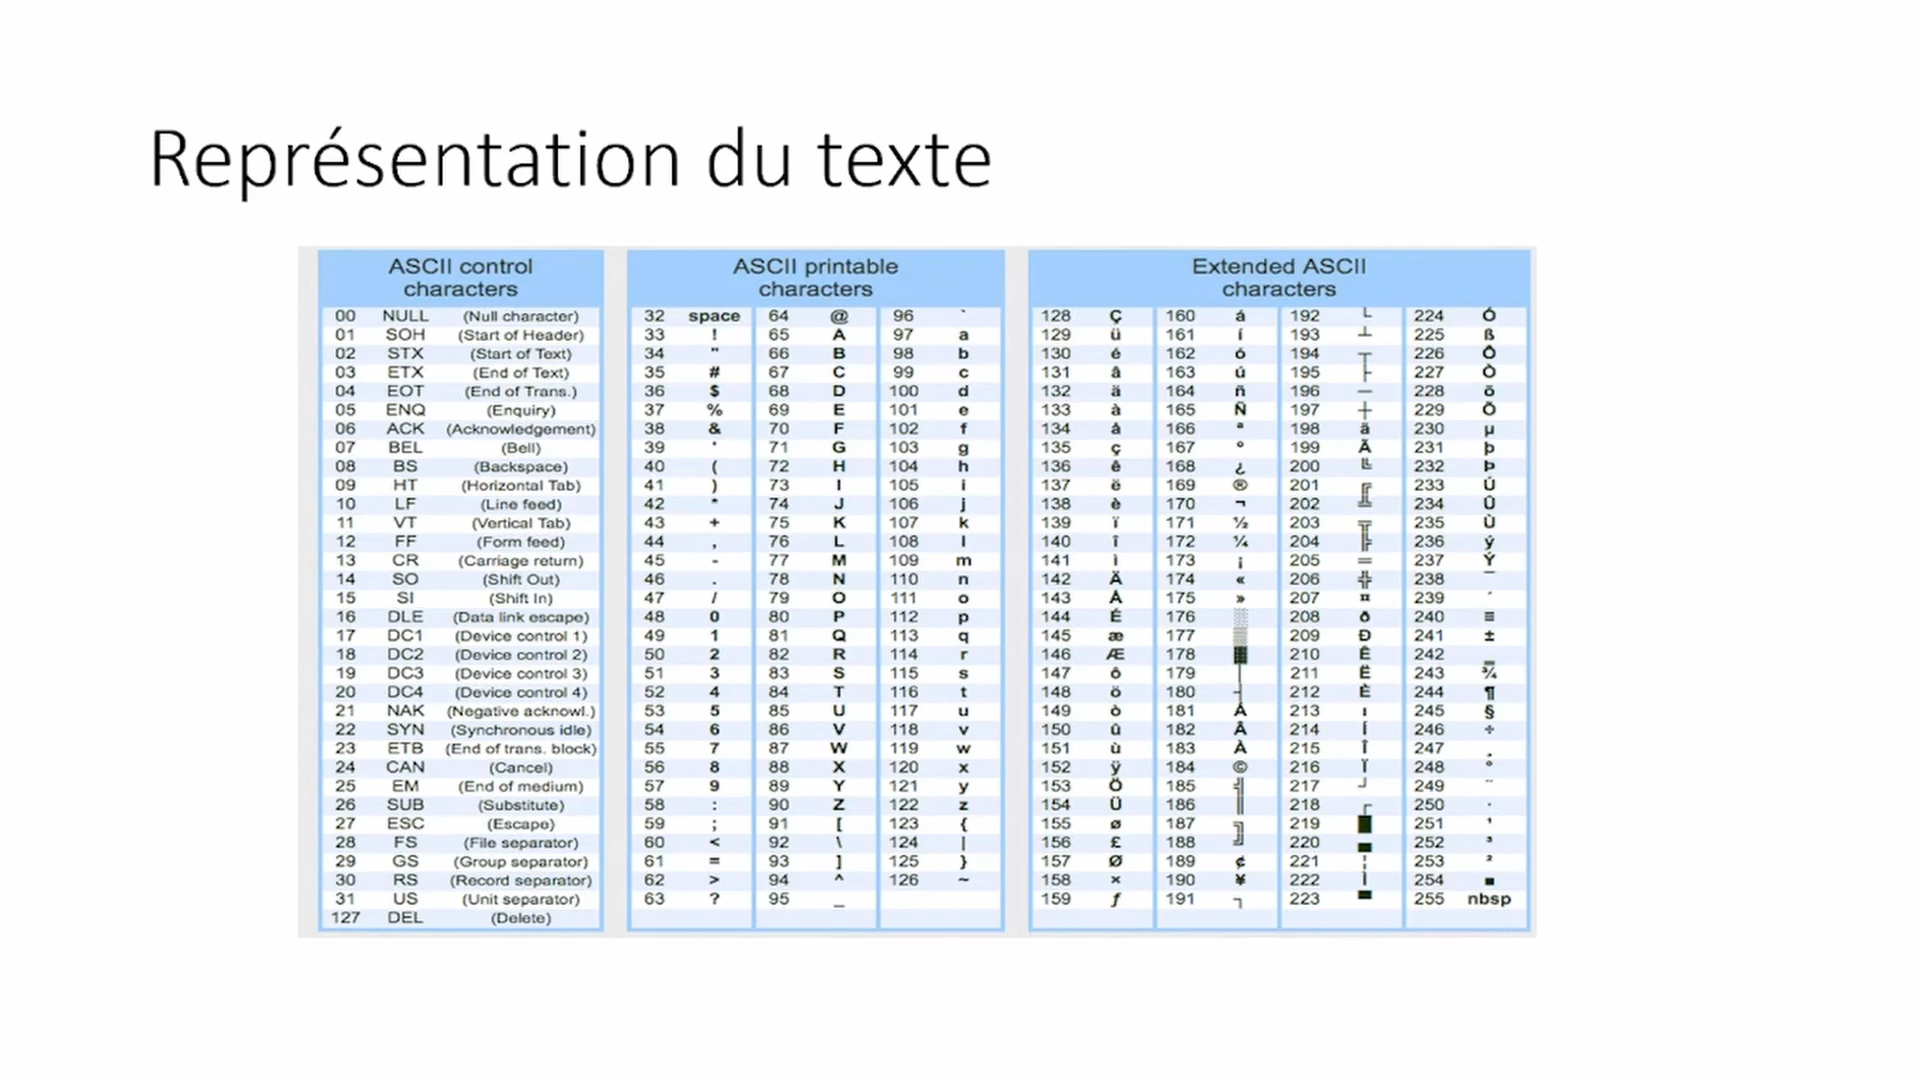 Représentation du texte
ASCII control
characters
ASCII printable
characters
Extended ASCII
characters
00 NULL (Null character) 32 space 64 @ 96 ` 128 Ç 160 á 192 └ 224 Ó
01 SOH (Start of Header) 33 ! 65 A 97 a 129 ü 161 í 193 ┴ 225 ß
02 STX (Start of Text) 34 " 66 B 98 b 130 é 162 ó 194 ┬ 226 Ô
03 ETX (End of Text) 35 # 67 C 99 c 131 â 163 ú 195 ├ 227 Ò
04 EOT (End of Trans.) 36 $ 68 D 100 d 132 ä 164 ñ 196 ─ 228 õ
05 ENQ (Enquiry) 37 % 69 E 101 e 133 à 165 Ñ 197 ┼ 229 Õ
06 ACK (Acknowledgement) 38 & 70 F 102 f 134 å 166 ª 198 ã 230 µ
07 BEL (Bell) 39 ' 71 G 103 g 135 ç 167 º 199 Ã 231 þ
08 BS (Backspace) 40 ( 72 H 104 h 136 ê 168 ¿ 200 ╚ 232 Þ
09 HT (Horizontal Tab) 41 ) 73 I 105 i 137 ë 169 ® 201 ╔ 233 Ú
10 LF (Line feed) 42 * 74 J 106 j 138 è 170 ¬ 202 ╩ 234 Û
11 VT (Vertical Tab) 43 + 75 K 107 k 139 ï 171 ½ 203 ╦ 235 Ù
12 FF (Form feed) 44 , 76 L 108 l 140 î 172 ¼ 204 ╠ 236 ý
13 CR (Carriage return) 45 - 77 M 109 m 141 ì 173 ¡ 205 ═ 237 Ý
14 SO (Shift Out) 46 . 78 N 110 n 142 Ä 174 « 206 ╬ 238 ¯
15 SI (Shift In) 47 / 79 O 111 o 143 Å 175 » 207 ¤ 239 ´
16 DLE (Data link escape) 48 0 80 P 112 p 144 É 176 ░ 208 ð 240 ≡
17 DC1 (Device control 1) 49 1 81 Q 113 q 145 æ 177 ▒ 209 Ð 241 ±
18 DC2 (Device control 2) 50 2 82 R 114 r 146 Æ 178 ▓ 210 Ê 242 ‗
19 DC3 (Device control 3) 51 3 83 S 115 s 147 ô 179 │ 211 Ë 243 ¾
20 DC4 (Device control 4) 52 4 84 T 116 t 148 ö 180 ┤ 212 È 244 ¶
21 NAK (Negative acknowl.) 53 5 85 U 117 u 149 ò 181 Á 213 ı 245 §
22 SYN (Synchronous idle) 54 6 86 V 118 v 150 û 182 Â 214 Í 246 ÷
23 ETB (End of trans. block) 55 7 87 W 119 w 151 ù 183 À 215 Î 247 ¸
24 CAN (Cancel) 56 8 88 X 120 x 152 ÿ 184 © 216 Ï 248 °
25 EM (End of medium) 57 9 89 Y 121 y 153 Ö 185 ╣ 217 ┘ 249 ¨
26 SUB (Substitute) 58 : 90 Z 122 z 154 Ü 186 ║ 218 ┌ 250 ·
27 ESC (Escape) 59 ; 91 [ 123 { 155 ø 187 ╗ 219 █ 251 ¹
28 FS (File separator) 60 < 92 \ 124 | 156 £ 188 ╝ 220 ▄ 252 ³
29 GS (Group separator) 61 = 93 ] 125 } 157 Ø 189 ¢ 221 ¦ 253 ²
30 RS (Record separator) 62 > 94 ^ 126 ~ 158 × 190 ¥ 222 Ì 254 ■
31 US (Unit separator) 63 ? 95 _ 159 ƒ 191 ┐ 223 ▀ 255 nbsp
127 DEL (Delete)